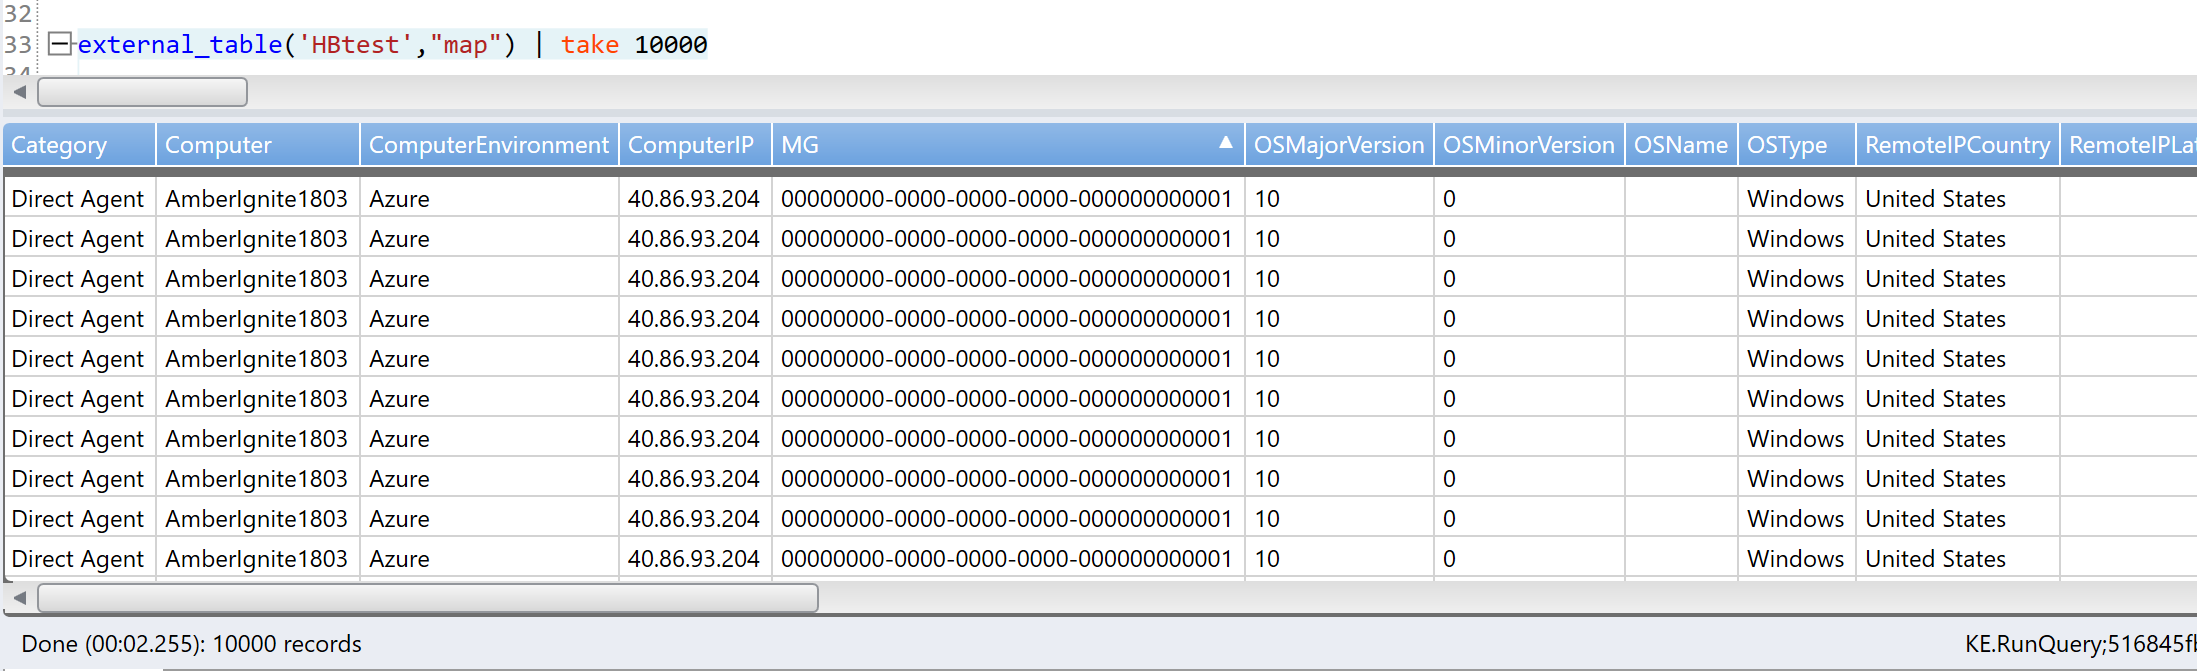 32
33 external_table('HBtest',"map") | take 10000
34
Category Computer ComputerEnvironment ComputerIP MG OSMajorVersion OSMinorVersion OSName OSType RemoteIPCountry RemoteIPLat
Direct Agent AmberIgnite1803 Azure 40.86.93.204 00000000-0000-0000-0000-000000000001 10 0 Windows United States
Direct Agent AmberIgnite1803 Azure 40.86.93.204 00000000-0000-0000-0000-000000000001 10 0 Windows United States
Direct Agent AmberIgnite1803 Azure 40.86.93.204 00000000-0000-0000-0000-000000000001 10 0 Windows United States
Direct Agent AmberIgnite1803 Azure 40.86.93.204 00000000-0000-0000-0000-000000000001 10 0 Windows United States
Direct Agent AmberIgnite1803 Azure 40.86.93.204 00000000-0000-0000-0000-000000000001 10 0 Windows United States
Direct Agent AmberIgnite1803 Azure 40.86.93.204 00000000-0000-0000-0000-000000000001 10 0 Windows United States
Direct Agent AmberIgnite1803 Azure 40.86.93.204 00000000-0000-0000-0000-000000000001 10 0 Windows United States
Direct Agent AmberIgnite1803 Azure 40.86.93.204 00000000-0000-0000-0000-000000000001 10 0 Windows United States
Direct Agent AmberIgnite1803 Azure 40.86.93.204 00000000-0000-0000-0000-000000000001 10 0 Windows United States
Direct Agent AmberIgnite1803 Azure 40.86.93.204 00000000-0000-0000-0000-000000000001 10 0 Windows United States
Done (00:02.255): 10000 records KE.RunQuery;516845fb